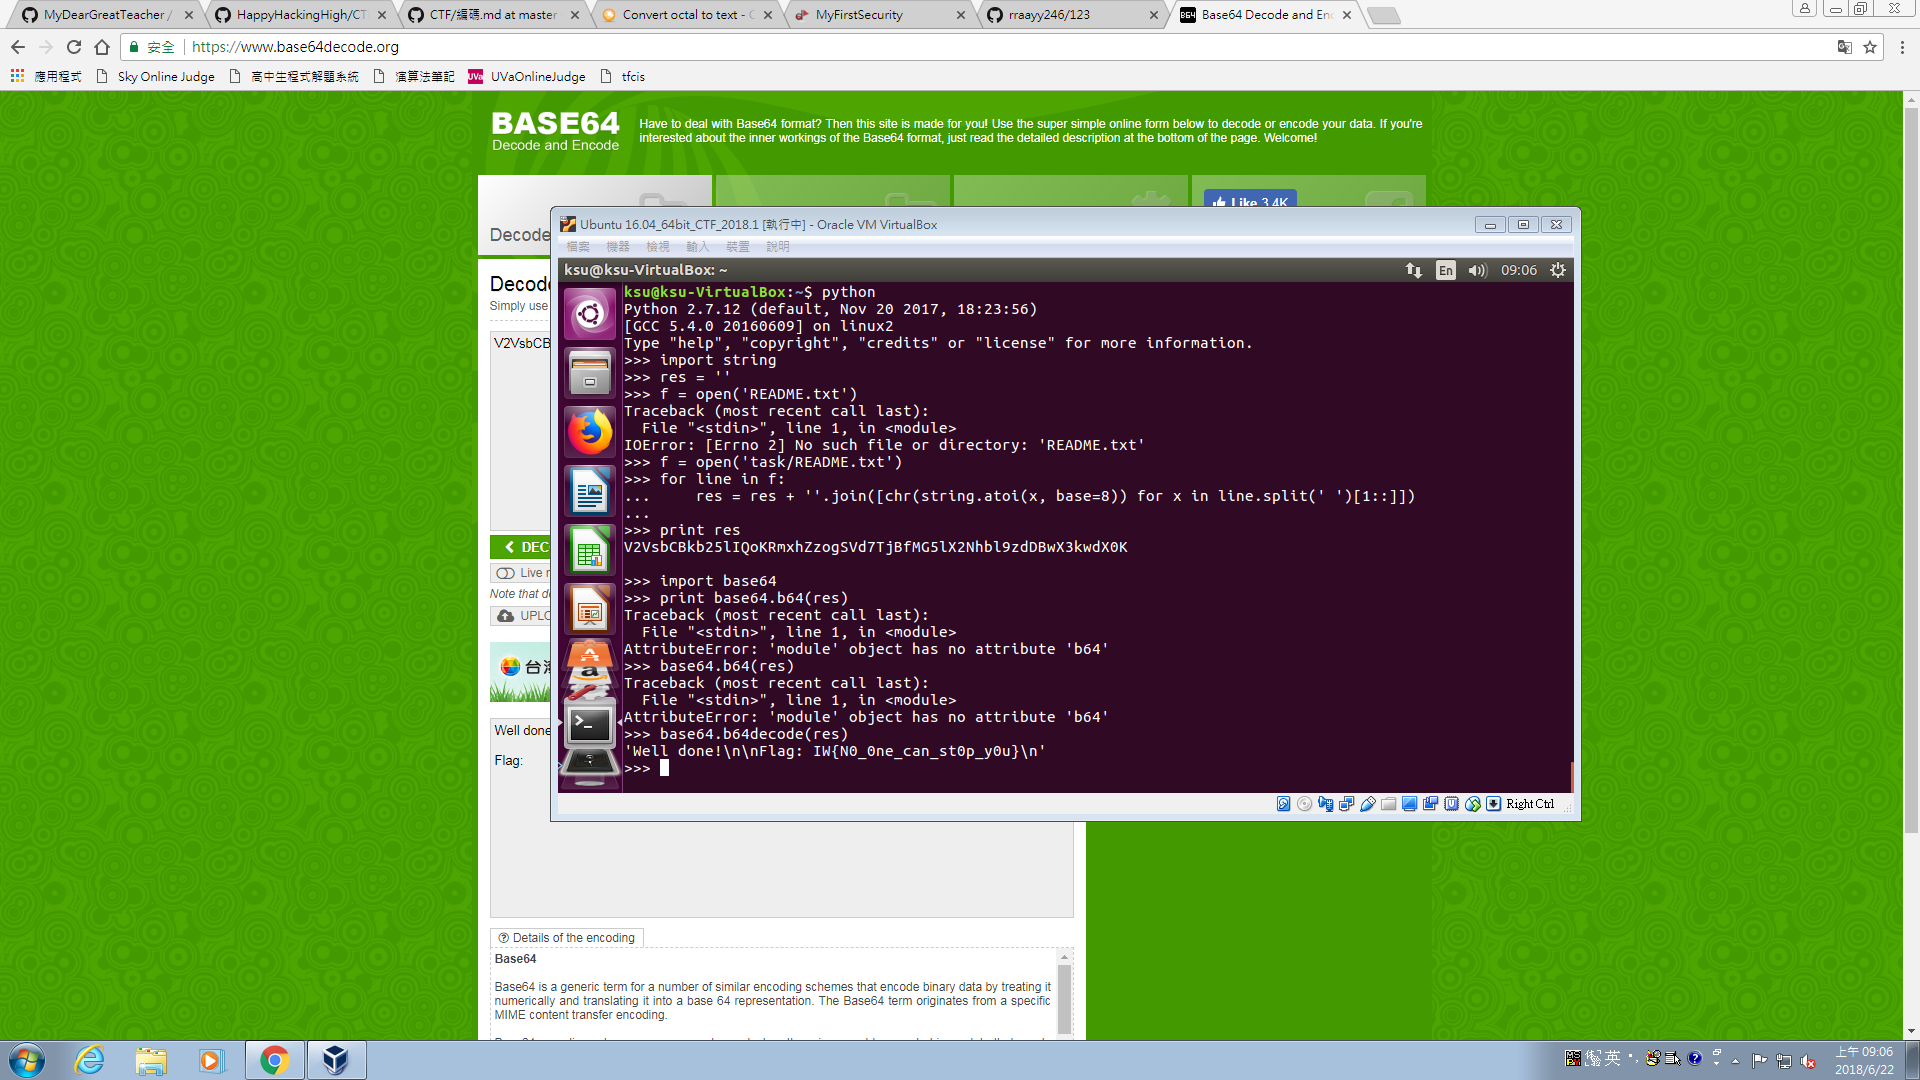 MyDearGreatTeacher /
HappyHackingHigh/CT
CTF/編碼.md at master
Convert octal to text - C
MyFirstSecurity
rraayy246/123
Base64 Decode and En
安全
https://www.base64decode.org
應用程式
Sky Online Judge
高中生程式解題系統
演算法筆記
UVaOnlineJudge
tfcis
BASE64
Decode and Encode
Have to deal with Base64 format? Then this site is made for you! Use the super simple online form below to decode or encode your data. If you're
interested about the inner workings of the Base64 format, just read the detailed description at the bottom of the page. Welcome!
Like 3.4K
Decode
Ubuntu 16.04_64bit_CTF_2018.1 [執行中] - Oracle VM VirtualBox
檔案 機器 檢視 輸入 裝置 說明
ksu@ksu-VirtualBox: ~
En
09:06
Decode
Simply use
V2VsbCB
DEC
Live
Note that d
UPLO
台
Well done
Flag:
ksu@ksu-VirtualBox:~$ python
Python 2.7.12 (default, Nov 20 2017, 18:23:56)
[GCC 5.4.0 20160609] on linux2
Type "help", "copyright", "credits" or "license" for more information.
>>> import string
>>> res = ''
>>> f = open('README.txt')
Traceback (most recent call last):
  File "<stdin>", line 1, in <module>
IOError: [Errno 2] No such file or directory: 'README.txt'
>>> f = open('task/README.txt')
>>> for line in f:
...     res = res + ''.join([chr(string.atoi(x, base=8)) for x in line.split(' ')[1::]])
...
>>> print res
V2VsbCBkb25lIQoKRmxhZzogSVd7TjBfMG5lX2Nhbl9zdDBwX3kwdX0K
>>> import base64
>>> print base64.b64(res)
Traceback (most recent call last):
  File "<stdin>", line 1, in <module>
AttributeError: 'module' object has no attribute 'b64'
>>> base64.b64(res)
Traceback (most recent call last):
  File "<stdin>", line 1, in <module>
AttributeError: 'module' object has no attribute 'b64'
>>> base64.b64decode(res)
'Well done!\n\nFlag: IW{N0_0ne_can_st0p_y0u}\n'
>>>
Right Ctrl
Details of the encoding
Base64
Base64 is a generic term for a number of similar encoding schemes that encode binary data by treating it
numerically and translating it into a base 64 representation. The Base64 term originates from a specific
MIME content transfer encoding.
英
上午 09:06
2018/6/22